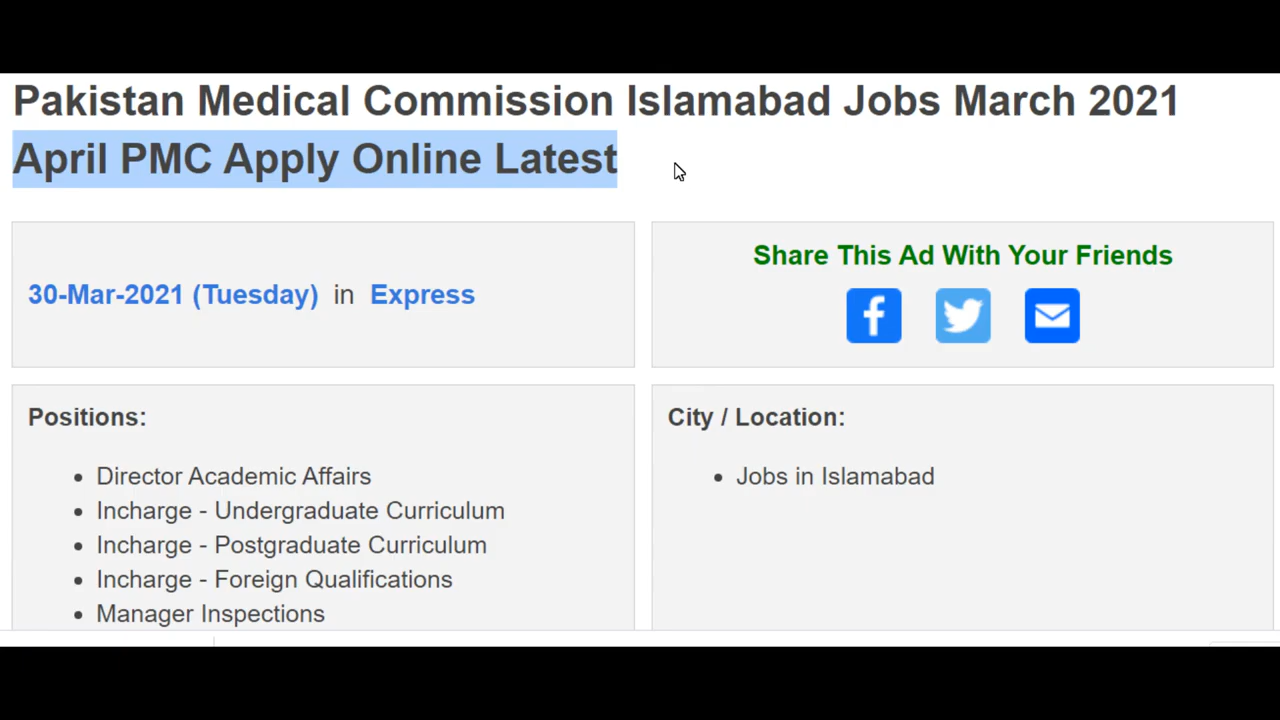 Pakistan Medical Commission Islamabad Jobs March 2021
April PMC Apply Online Latest
30-Mar-2021 (Tuesday) in Express
Share This Ad With Your Friends
Positions:
Director Academic Affairs
Incharge - Undergraduate Curriculum
Incharge - Postgraduate Curriculum
Incharge - Foreign Qualifications
Manager Inspections
City / Location:
Jobs in Islamabad